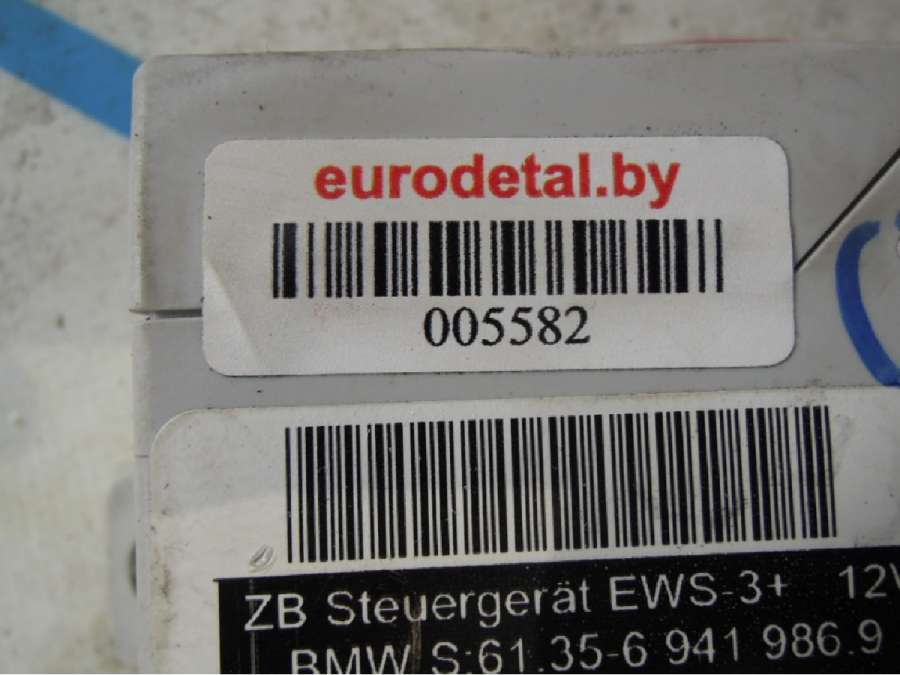 eurodetal.by
005582
ZB Steuergerät EWS-3+ 12V
BMW S:61.35-6 941 986.9